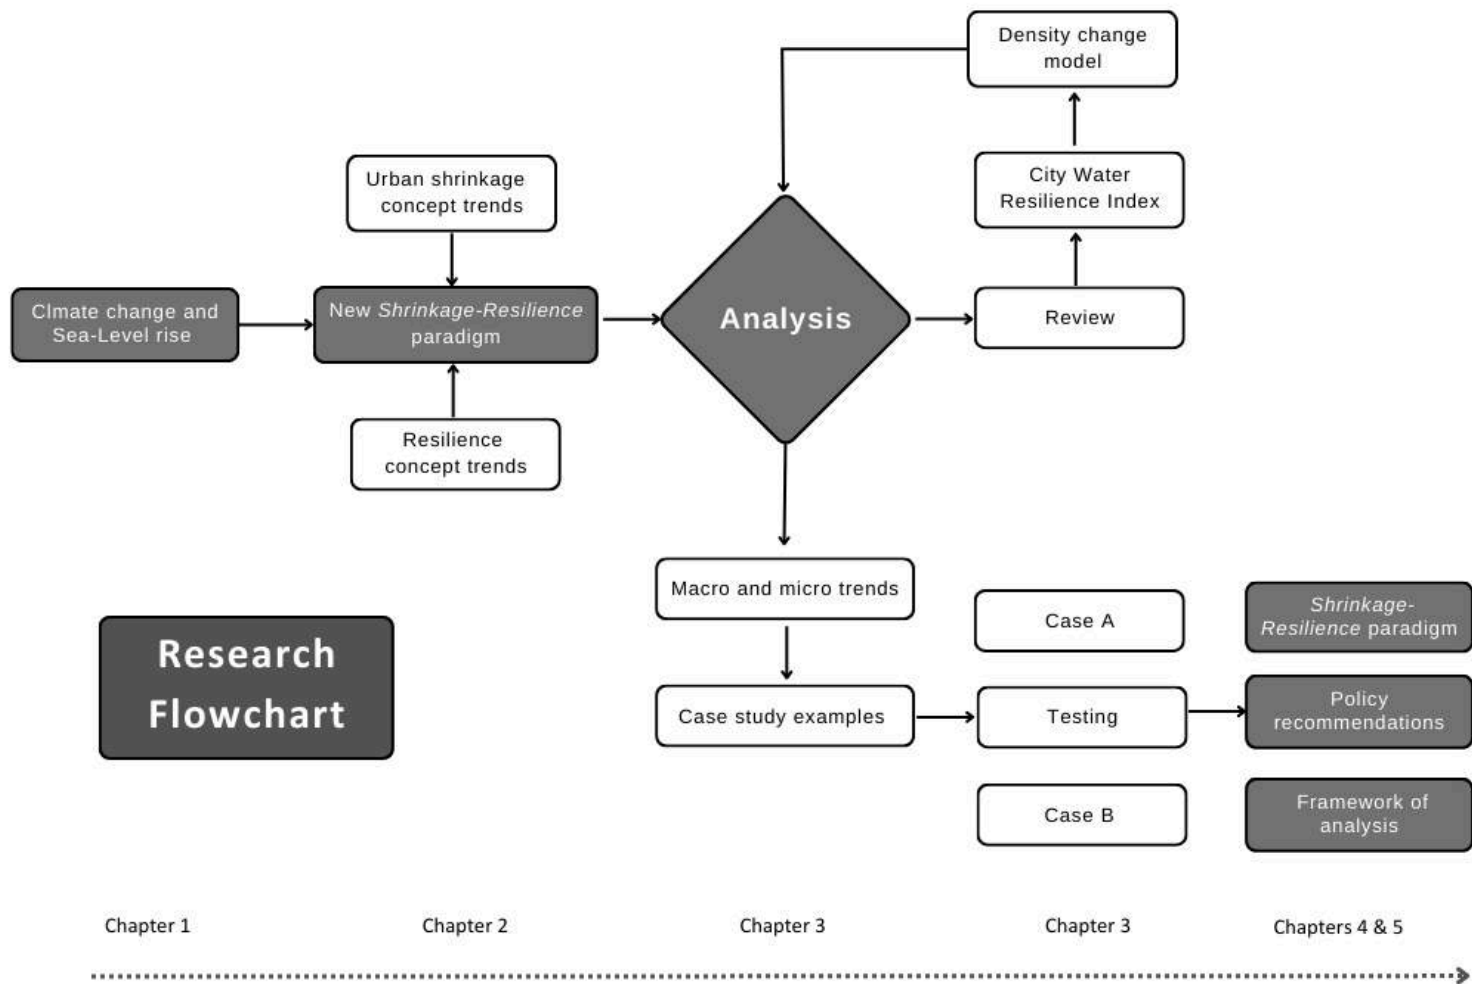 Density change
model
Urban shrinkage
concept trends
City Water
Resilience Index
Clmate change and
Sea-Level rise
New Shrinkage-Resilience
paradigm
Analysis
Review
Resilience
concept trends
Macro and micro trends
Case A
Shrinkage-
Resilience paradigm
Research
Flowchart
Case study examples
Testing
Policy
recommendations
Case B
Framework of
analysis
Chapter 1
Chapter 2
Chapter 3
Chapter 3
Chapters 4 & 5